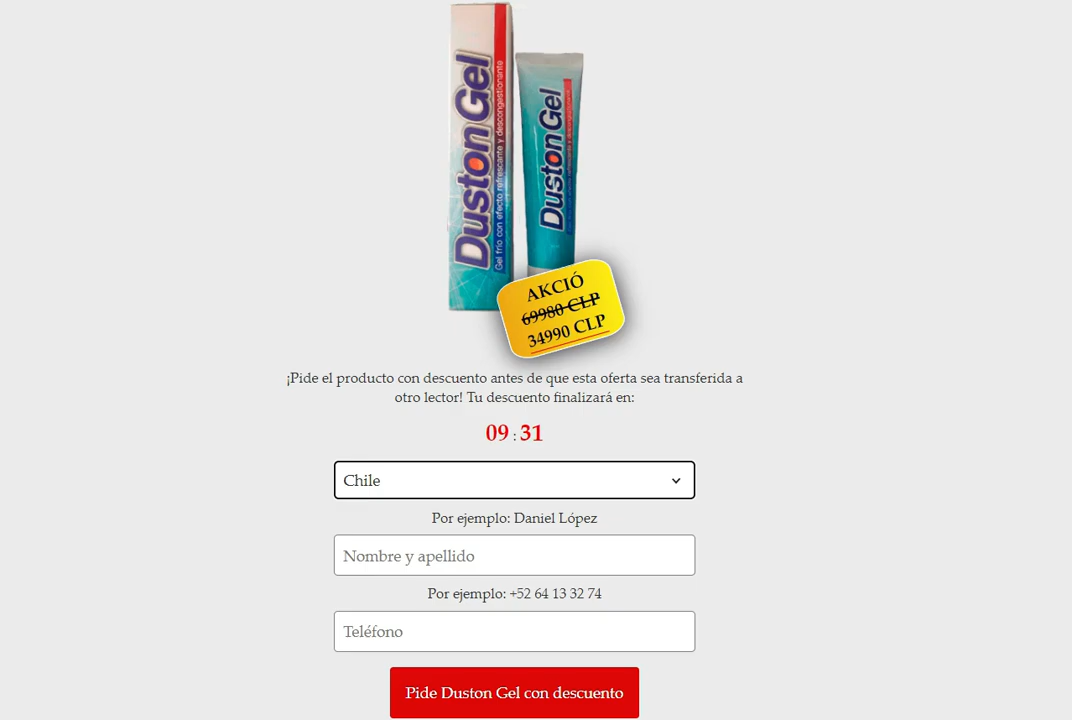 Duston Gel
Gel frío con efecto refrescante y descongestionante
Duston Gel
AKCIÓ
69980 CLP
34990 CLP
¡Pide el producto con descuento antes de que esta oferta sea transferida a
otro lector! Tu descuento finalizará en:
09 : 31
Chile
Por ejemplo: Daniel López
Nombre y apellido
Por ejemplo: +52 64 13 32 74
Teléfono
Pide Duston Gel con descuento